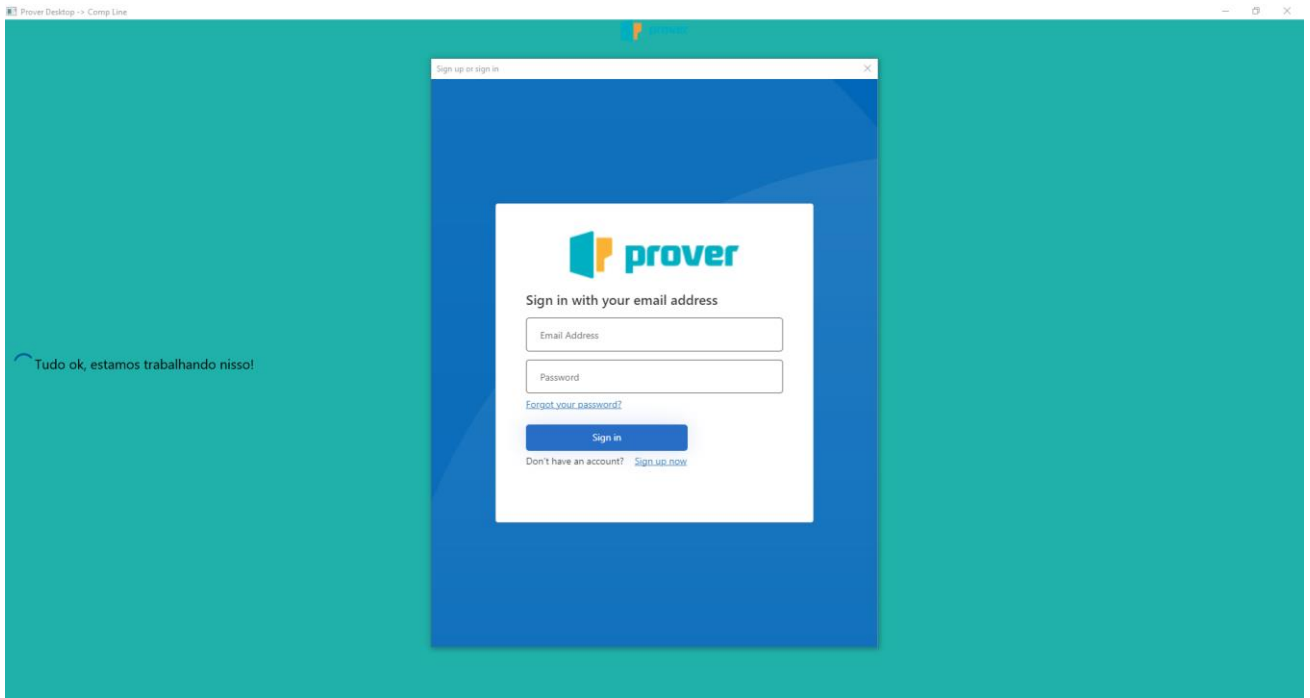 Prover Desktop -> Comp Line
prover
Sign up or sign in
prover
Sign in with your email address
Email Address
Password
Forgot your password?
Sign in
Don't have an account? Sign up now
Tudo ok, estamos trabalhando nisso!